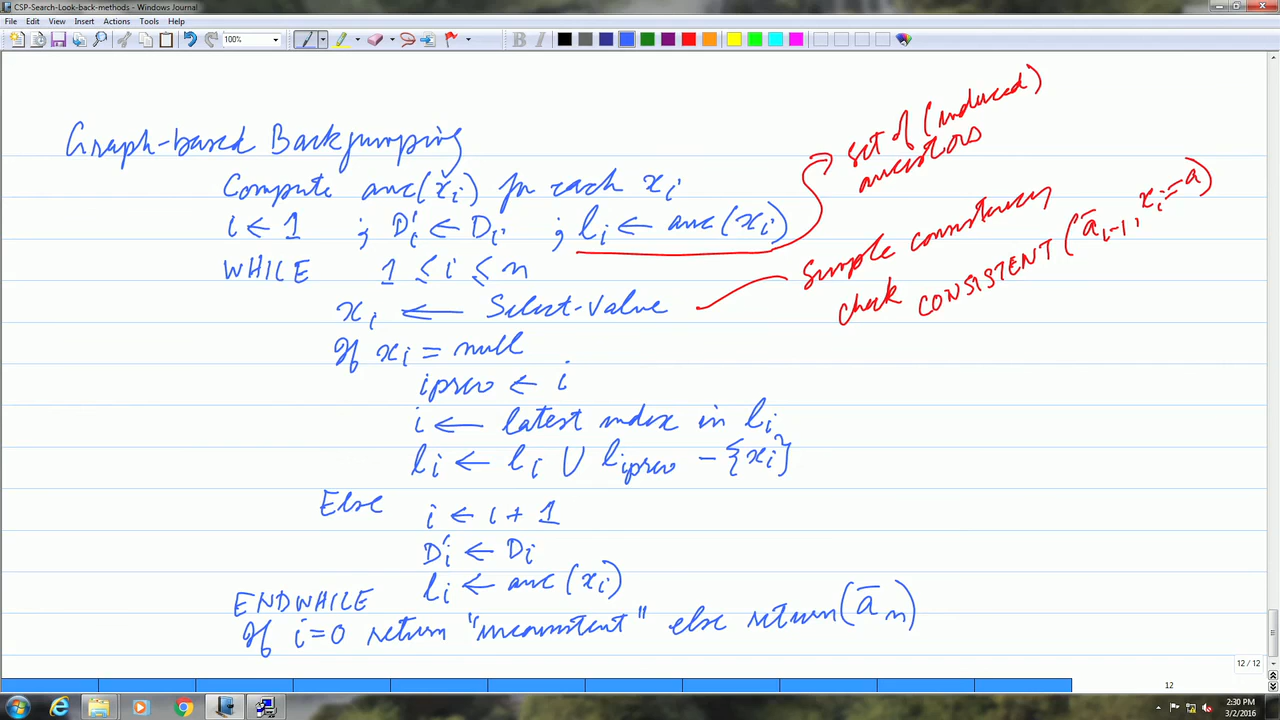 CSP-Search-Look-back-methods - Windows Journal
File Edit View Insert Actions Tools Help
100%
B I
Graph-based Backjumping
Compute anc(xi) for each xi
i ← 1 ; D'i ← Di ; li ← anc(xi)
WHILE 1 ≤ i ≤ n
xi ← Select-Value
If xi = null
iprev ← i
i ← latest index in li
li ← li ∪ liprev - {xi}
Else i ← i + 1
D'i ← Di
li ← anc(xi)
ENDWHILE
If i=0 return "inconsistent" else return(ān)
set of (induced)
ancestors
Simple consistency
check CONSISTENT(āi-1, xi=a)
12 / 12
12
2:30 PM
3/2/2016